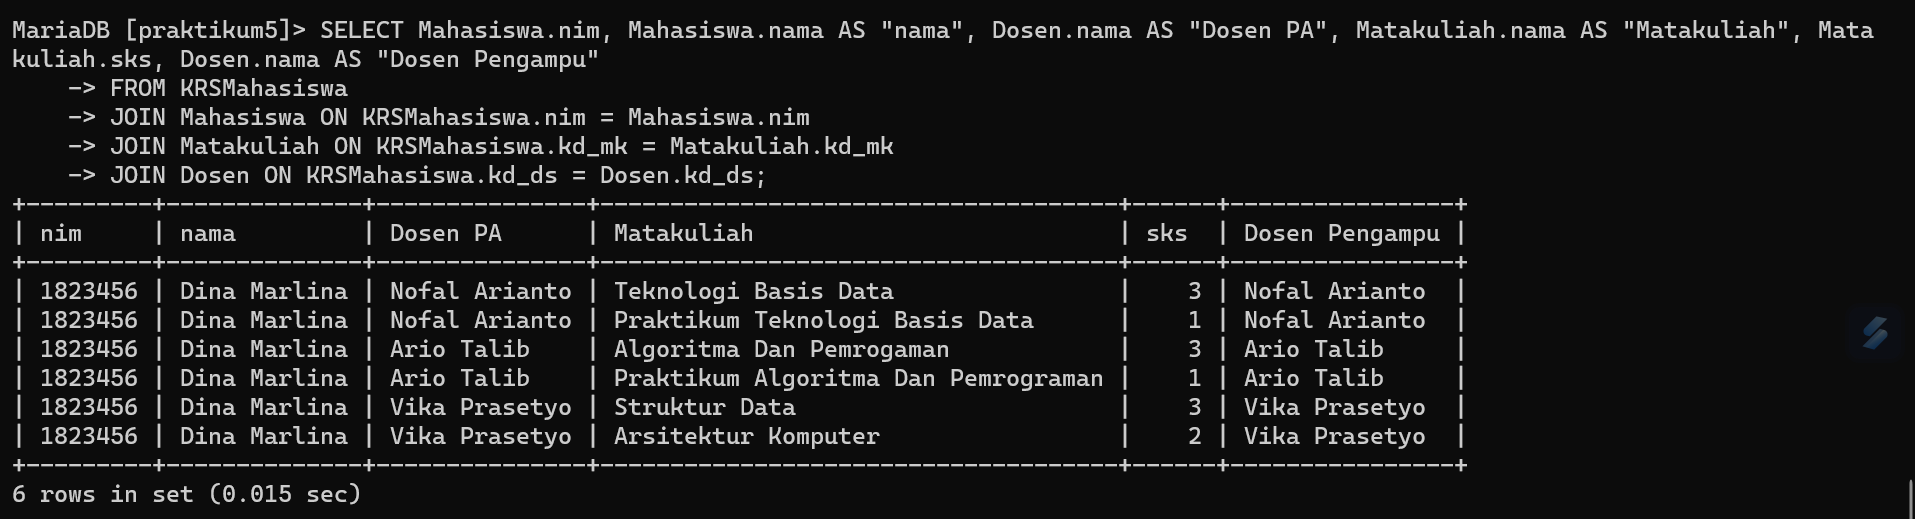 MariaDB [praktikum5]> SELECT Mahasiswa.nim, Mahasiswa.nama AS "nama", Dosen.nama AS "Dosen PA", Matakuliah.nama AS "Matakuliah", Mata
kuliah.sks, Dosen.nama AS "Dosen Pengampu"
    -> FROM KRSMahasiswa
    -> JOIN Mahasiswa ON KRSMahasiswa.nim = Mahasiswa.nim
    -> JOIN Matakuliah ON KRSMahasiswa.kd_mk = Matakuliah.kd_mk
    -> JOIN Dosen ON KRSMahasiswa.kd_ds = Dosen.kd_ds;
+---------+--------------+---------------+-------------------------------------+------+----------------+
| nim     | nama         | Dosen PA      | Matakuliah                          | sks  | Dosen Pengampu |
+---------+--------------+---------------+-------------------------------------+------+----------------+
| 1823456 | Dina Marlina | Nofal Arianto | Teknologi Basis Data                |    3 | Nofal Arianto  |
| 1823456 | Dina Marlina | Nofal Arianto | Praktikum Teknologi Basis Data      |    1 | Nofal Arianto  |
| 1823456 | Dina Marlina | Ario Talib    | Algoritma Dan Pemrogaman            |    3 | Ario Talib     |
| 1823456 | Dina Marlina | Ario Talib    | Praktikum Algoritma Dan Pemrograman |    1 | Ario Talib     |
| 1823456 | Dina Marlina | Vika Prasetyo | Struktur Data                       |    3 | Vika Prasetyo  |
| 1823456 | Dina Marlina | Vika Prasetyo | Arsitektur Komputer                 |    2 | Vika Prasetyo  |
+---------+--------------+---------------+-------------------------------------+------+----------------+
6 rows in set (0.015 sec)